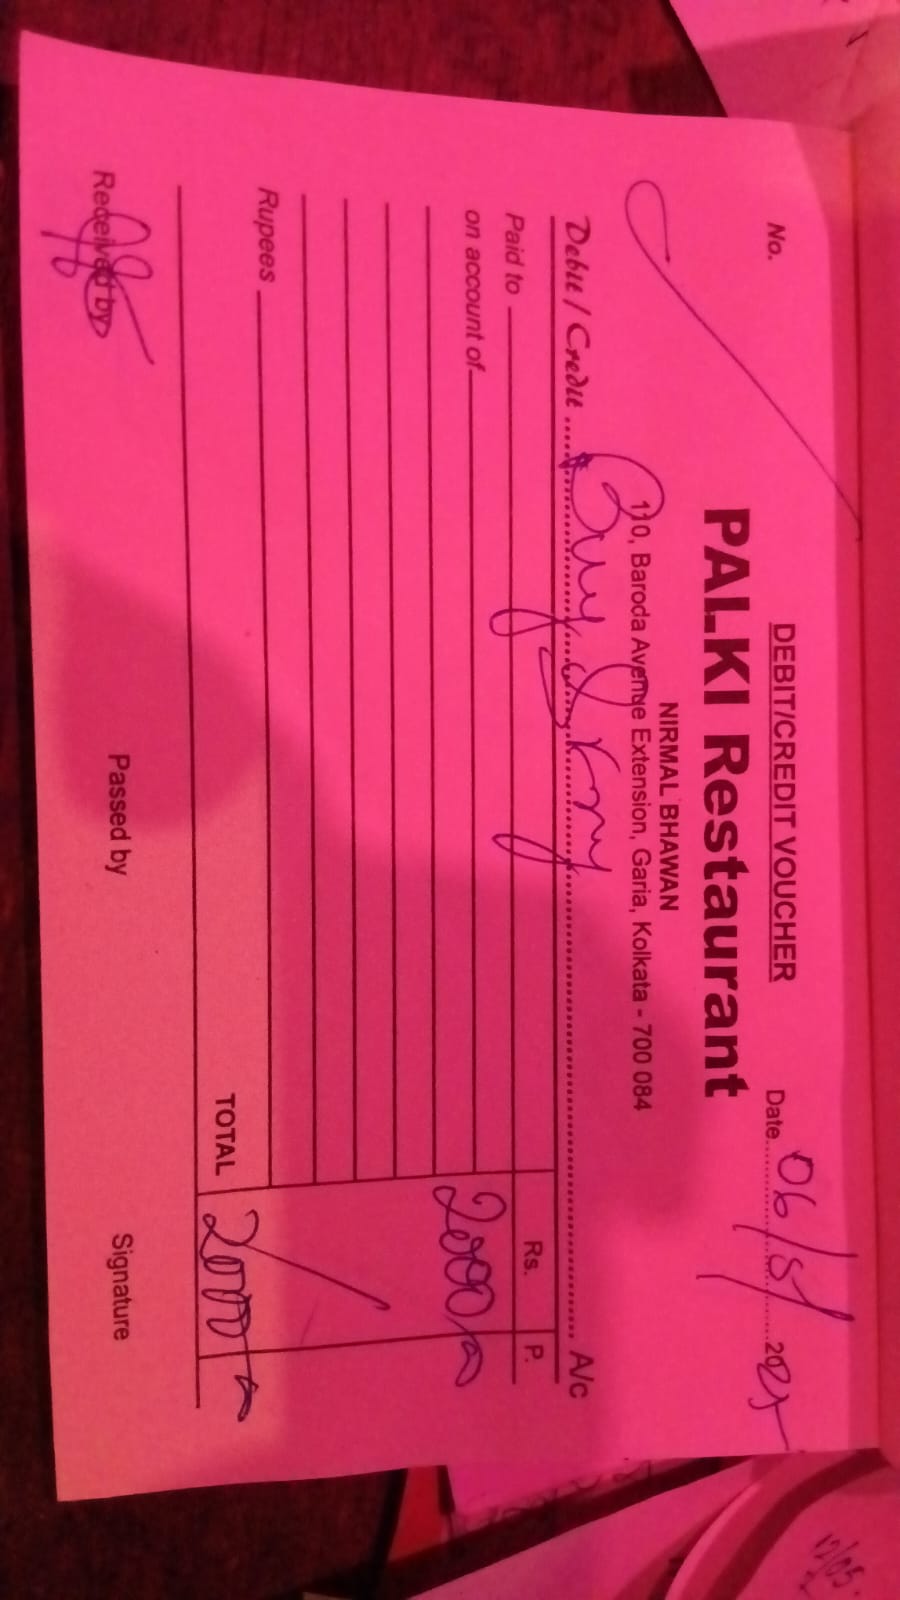 DEBIT/CREDIT VOUCHER
No.
Date 06/5/ 2025
PALKI Restaurant
NIRMAL BHAWAN
110, Baroda Avenue Extension, Garia, Kolkata - 700 084
Debit / Credit A/c
Paid to Rs. P.
on account of 2000
Rupees
TOTAL 2000
Received by Passed by Signature
12/05